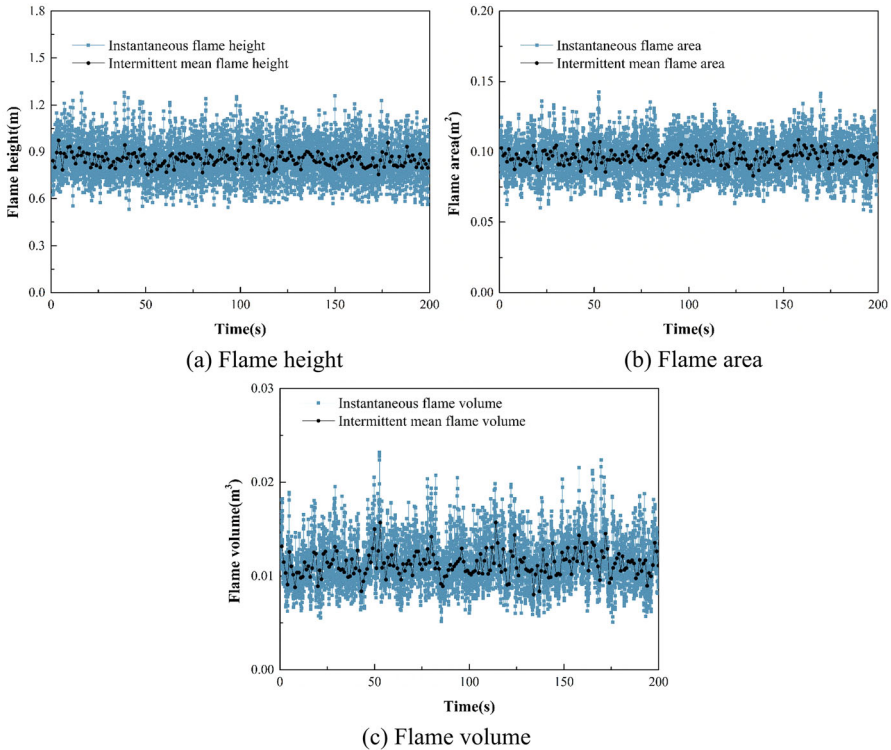 1.8
1.5
1.2
0.9
0.6
0.3
0.0
Flame height(m)
Instantaneous flame height
Intermittent mean flame height
0
50
100
150
200
Time(s)
(a) Flame height
0.20
0.15
0.10
0.05
0.00
Flame area(m²)
Instantaneous flame area
Intermittent mean flame area
0
50
100
150
200
Time(s)
(b) Flame area
0.03
0.02
0.01
0.00
Flame volume(m³)
Instantaneous flame volume
Intermittent mean flame volume
0
50
100
150
200
Time(s)
(c) Flame volume